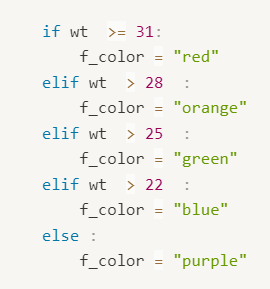 if wt  >= 31:
    f_color = "red"
elif wt  > 28  :
    f_color = "orange"
elif wt  > 25  :
    f_color = "green"
elif wt  > 22  :
    f_color = "blue"
else :
    f_color = "purple"